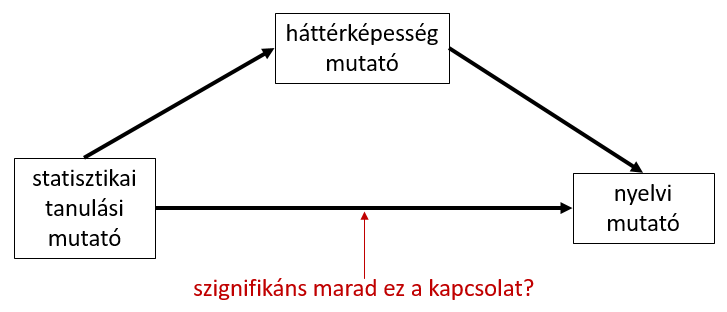 háttérképesség
mutató
statisztikai
tanulási
mutató
nyelvi
mutató
szignifikáns marad ez a kapcsolat?